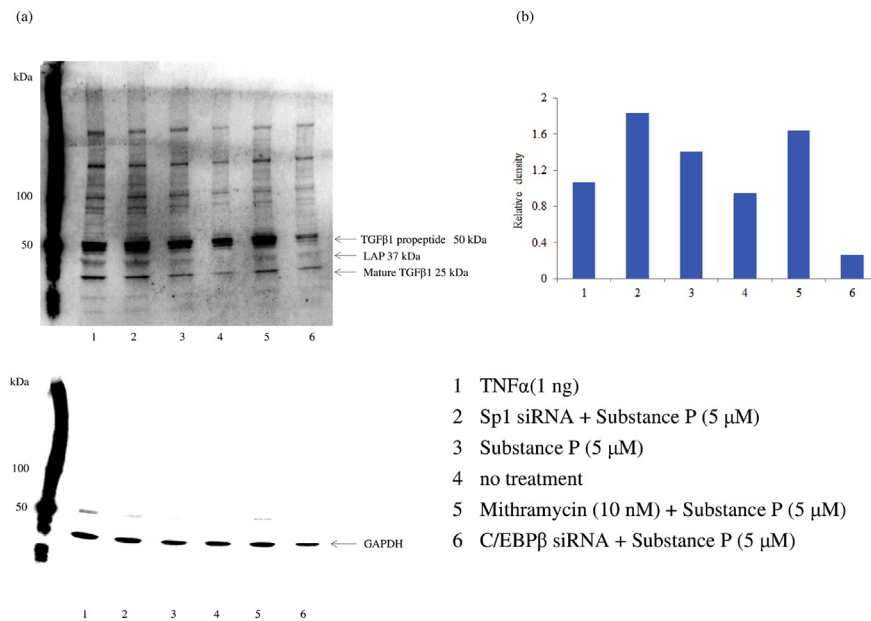 (a)
kDa
100
50
TGFβ1 propeptide 50 kDa
LAP 37 kDa
Mature TGFβ1 25 kDa
1 2 3 4 5 6
(b)
Relative density
2
1.6
1.2
0.8
0.4
0
1 2 3 4 5 6
kDa
100
50
GAPDH
1 2 3 4 5 6
1 TNFα(1 ng)
2 Sp1 siRNA + Substance P (5 μM)
3 Substance P (5 μM)
4 no treatment
5 Mithramycin (10 nM) + Substance P (5 μM)
6 C/EBPβ siRNA + Substance P (5 μM)